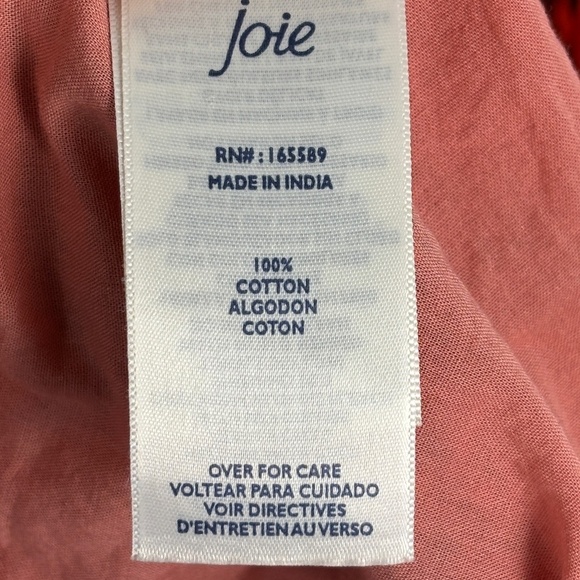 joie
RN# : 165589
MADE IN INDIA
100%
COTTON
ALGODON
COTON
OVER FOR CARE
VOLTEAR PARA CUIDADO
VOIR DIRECTIVES
D'ENTRETIEN AU VERSO